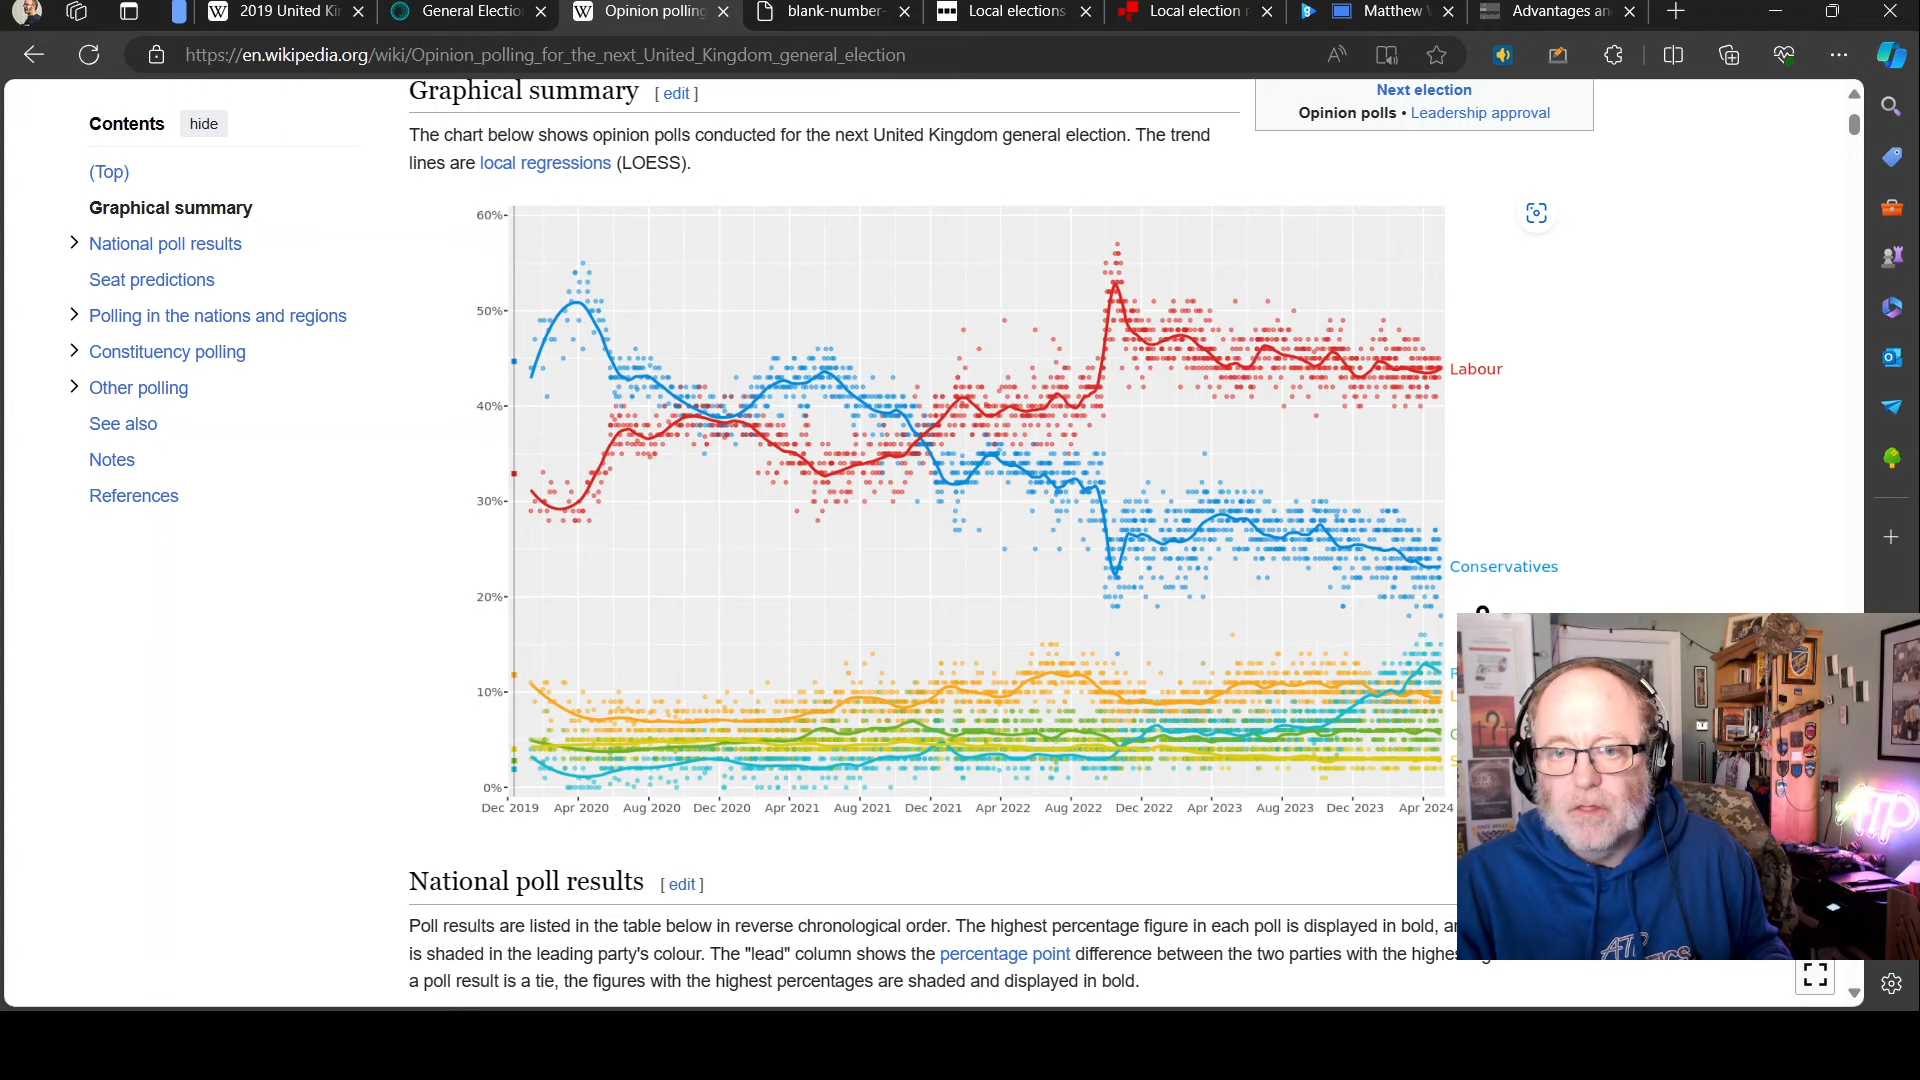 2019 United Ki
General Electio
Opinion polling
blank-number-
Local elections
Local election r
Matthew
Advantages an
https://en.wikipedia.org/wiki/Opinion_polling_for_the_next_United_Kingdom_general_election
Contents hide
(Top)
Graphical summary
National poll results
Seat predictions
Polling in the nations and regions
Constituency polling
Other polling
See also
Notes
References
Graphical summary [ edit ]
Next election
Opinion polls • Leadership approval
The chart below shows opinion polls conducted for the next United Kingdom general election. The trend
lines are local regressions (LOESS).
60%
50%
40%
30%
20%
10%
0%
Labour
Conservatives
Dec 2019 Apr 2020 Aug 2020 Dec 2020 Apr 2021 Aug 2021 Dec 2021 Apr 2022 Aug 2022 Dec 2022 Apr 2023 Aug 2023 Dec 2023 Apr 2024
National poll results [ edit ]
Poll results are listed in the table below in reverse chronological order. The highest percentage figure in each poll is displayed in bold, a
is shaded in the leading party's colour. The "lead" column shows the percentage point difference between the two parties with the highes
a poll result is a tie, the figures with the highest percentages are shaded and displayed in bold.
ATP